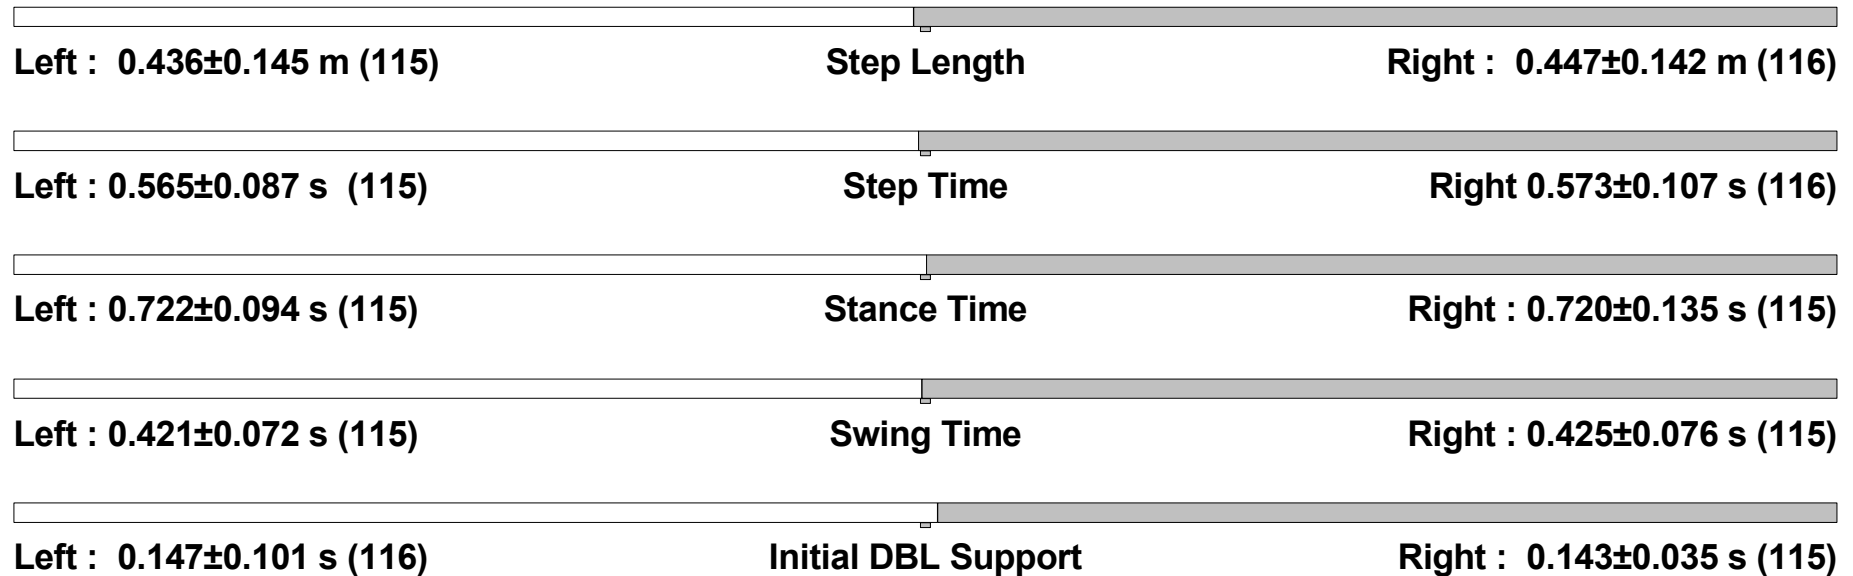 Left :  0.436±0.145 m (115) Step Length Right :  0.447±0.142 m (116)
Left : 0.565±0.087 s  (115) Step Time Right 0.573±0.107 s (116)
Left : 0.722±0.094 s (115) Stance Time Right : 0.720±0.135 s (115)
Left : 0.421±0.072 s (115) Swing Time Right : 0.425±0.076 s (115)
Left :  0.147±0.101 s (116) Initial DBL Support Right :  0.143±0.035 s (115)